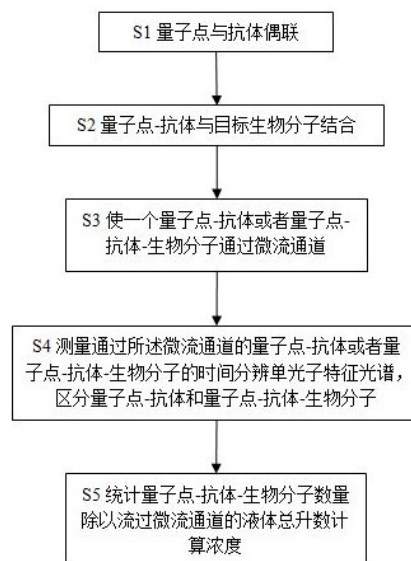 S1 量子点与抗体偶联
S2 量子点-抗体与目标生物分子结合
S3 使一个量子点-抗体或者量子点-
抗体-生物分子通过微流通道
S4 测量通过所述微流通道的量子点-抗体或者量
子点-抗体-生物分子的时间分辨单光子特征光谱，
区分量子点-抗体和量子点-抗体-生物分子
S5 统计量子点-抗体-生物分子数量
除以流过微流通道的液体总升数计
算浓度